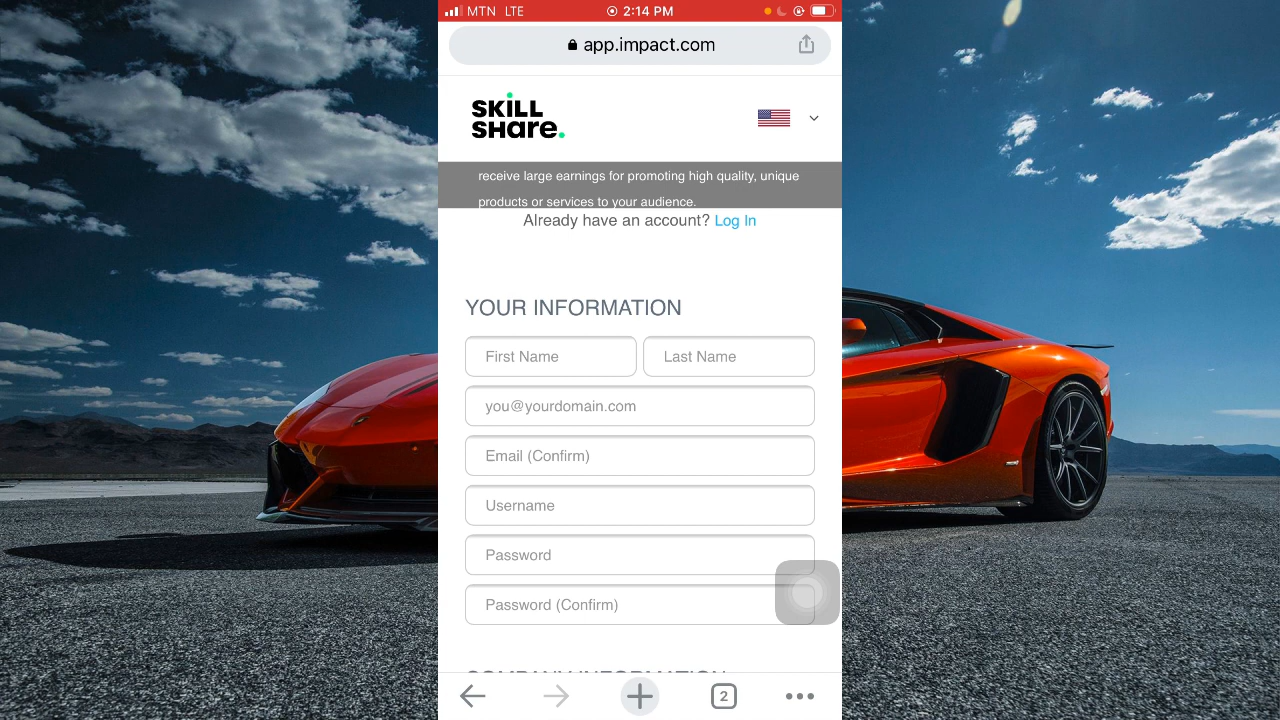 MTN LTE 2:14 PM
app.impact.com
SKILL
SHARE.
receive large earnings for promoting high quality, unique
products or services to your audience.
Already have an account? Log In
YOUR INFORMATION
First Name Last Name
you@yourdomain.com
Email (Confirm)
Username
Password
Password (Confirm)
2